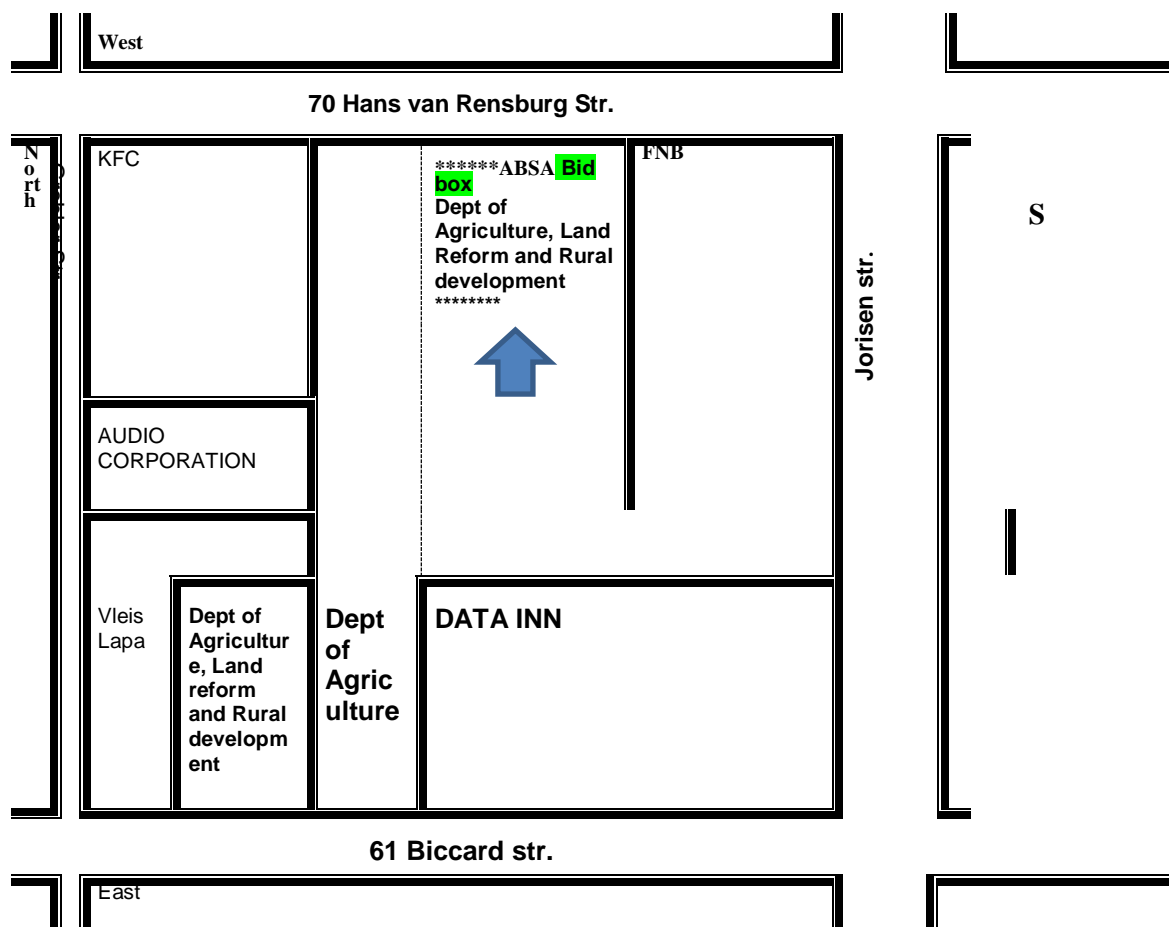 West
70 Hans van Rensburg Str.
N
o
rt
h
KFC
******ABSA Bid
box
Dept of
Agriculture, Land
Reform and Rural
development
********
FNB
S
Jorisen str.
AUDIO
CORPORATION
Vleis
Lapa
Dept of
Agricultur
e, Land
reform
and Rural
developm
ent
Dept
of
Agric
ulture
DATA INN
61 Biccard str.
East